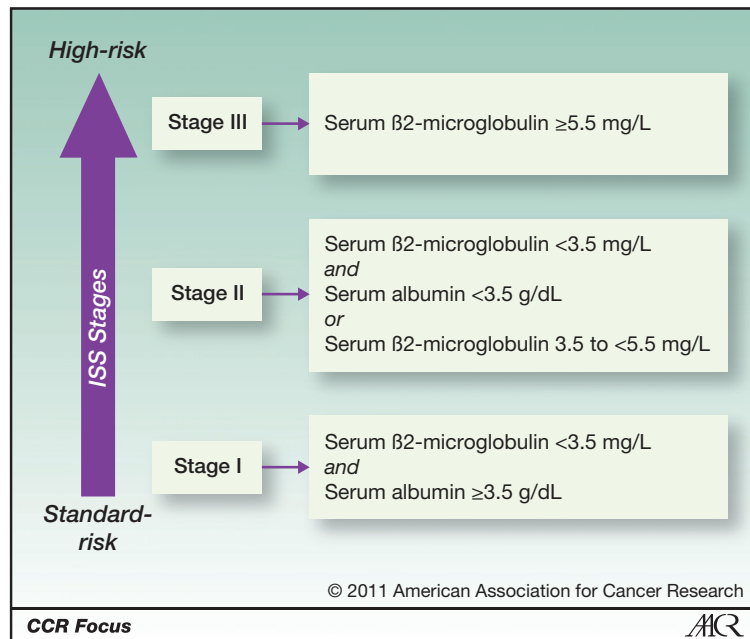 High-risk
Stage III
Serum ß2-microglobulin ≥5.5 mg/L
ISS Stages
Stage II
Serum ß2-microglobulin <3.5 mg/L
and
Serum albumin <3.5 g/dL
or
Serum ß2-microglobulin 3.5 to <5.5 mg/L
Stage I
Serum ß2-microglobulin <3.5 mg/L
and
Serum albumin ≥3.5 g/dL
Standard-
risk
© 2011 American Association for Cancer Research
CCR Focus
AACR